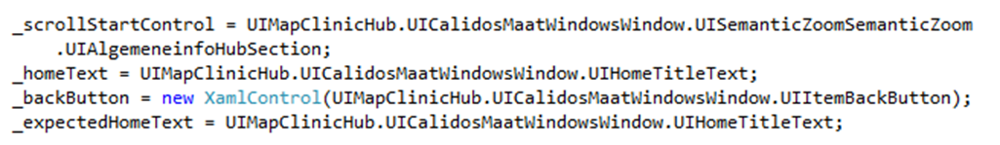 _scrollStartControl = UIMapClinicHub.UICalidosMaatWindowsWindow.UISemanticZoomSemanticZoom
.UIAlgemeneinfoHubSection;
_homeText = UIMapClinicHub.UICalidosMaatWindowsWindow.UIHomeTitleText;
_backButton = new XamlControl(UIMapClinicHub.UICalidosMaatWindowsWindow.UIItemBackButton);
_expectedHomeText = UIMapClinicHub.UICalidosMaatWindowsWindow.UIHomeTitleText;